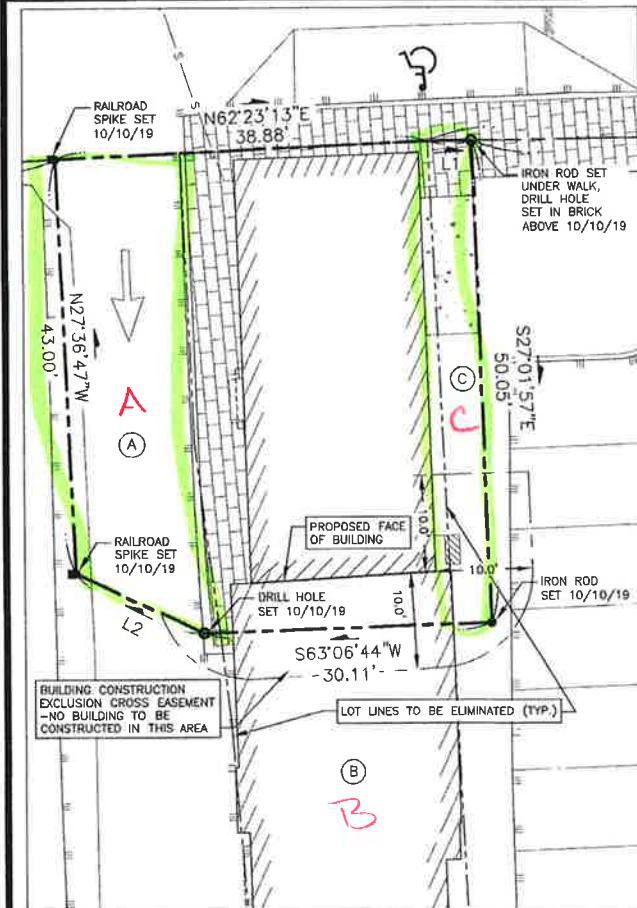 S
S
RAILROAD
SPIKE SET
10/10/19
N62°23'13"E
38.88'
L1
IRON ROD SET
UNDER WALK,
DRILL HOLE
SET IN BRICK
ABOVE 10/10/19
N27°36'47"W
43.00'
S27°01'57"E
50.05'
A
A
C
C
PROPOSED FACE
OF BUILDING
10.0'
10.0'
10.0'
RAILROAD
SPIKE SET
10/10/19
L2
DRILL HOLE
SET 10/10/19
IRON ROD
SET 10/10/19
S63°06'44"W
-30.11'-
BUILDING CONSTRUCTION
EXCLUSION CROSS EASEMENT
-NO BUILDING TO BE
CONSTRUCTED IN THIS AREA
LOT LINES TO BE ELIMINATED (TYP.)
B
B